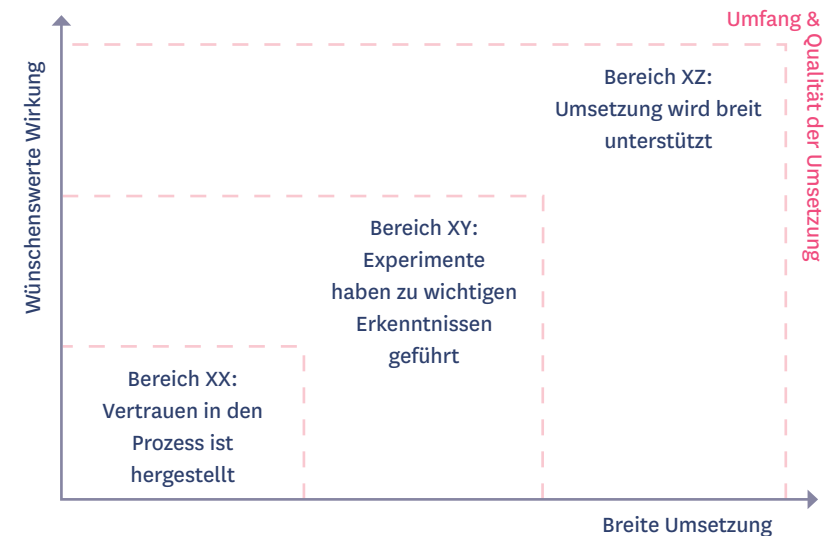 Umfang &
Qualität der Umsetzung
Wünschenswerte Wirkung
Bereich XZ:
Umsetzung wird breit
unterstützt
Bereich XY:
Experimente
haben zu wichtigen
Erkenntnissen
geführt
Bereich XX:
Vertrauen in den
Prozess ist
hergestellt
Breite Umsetzung